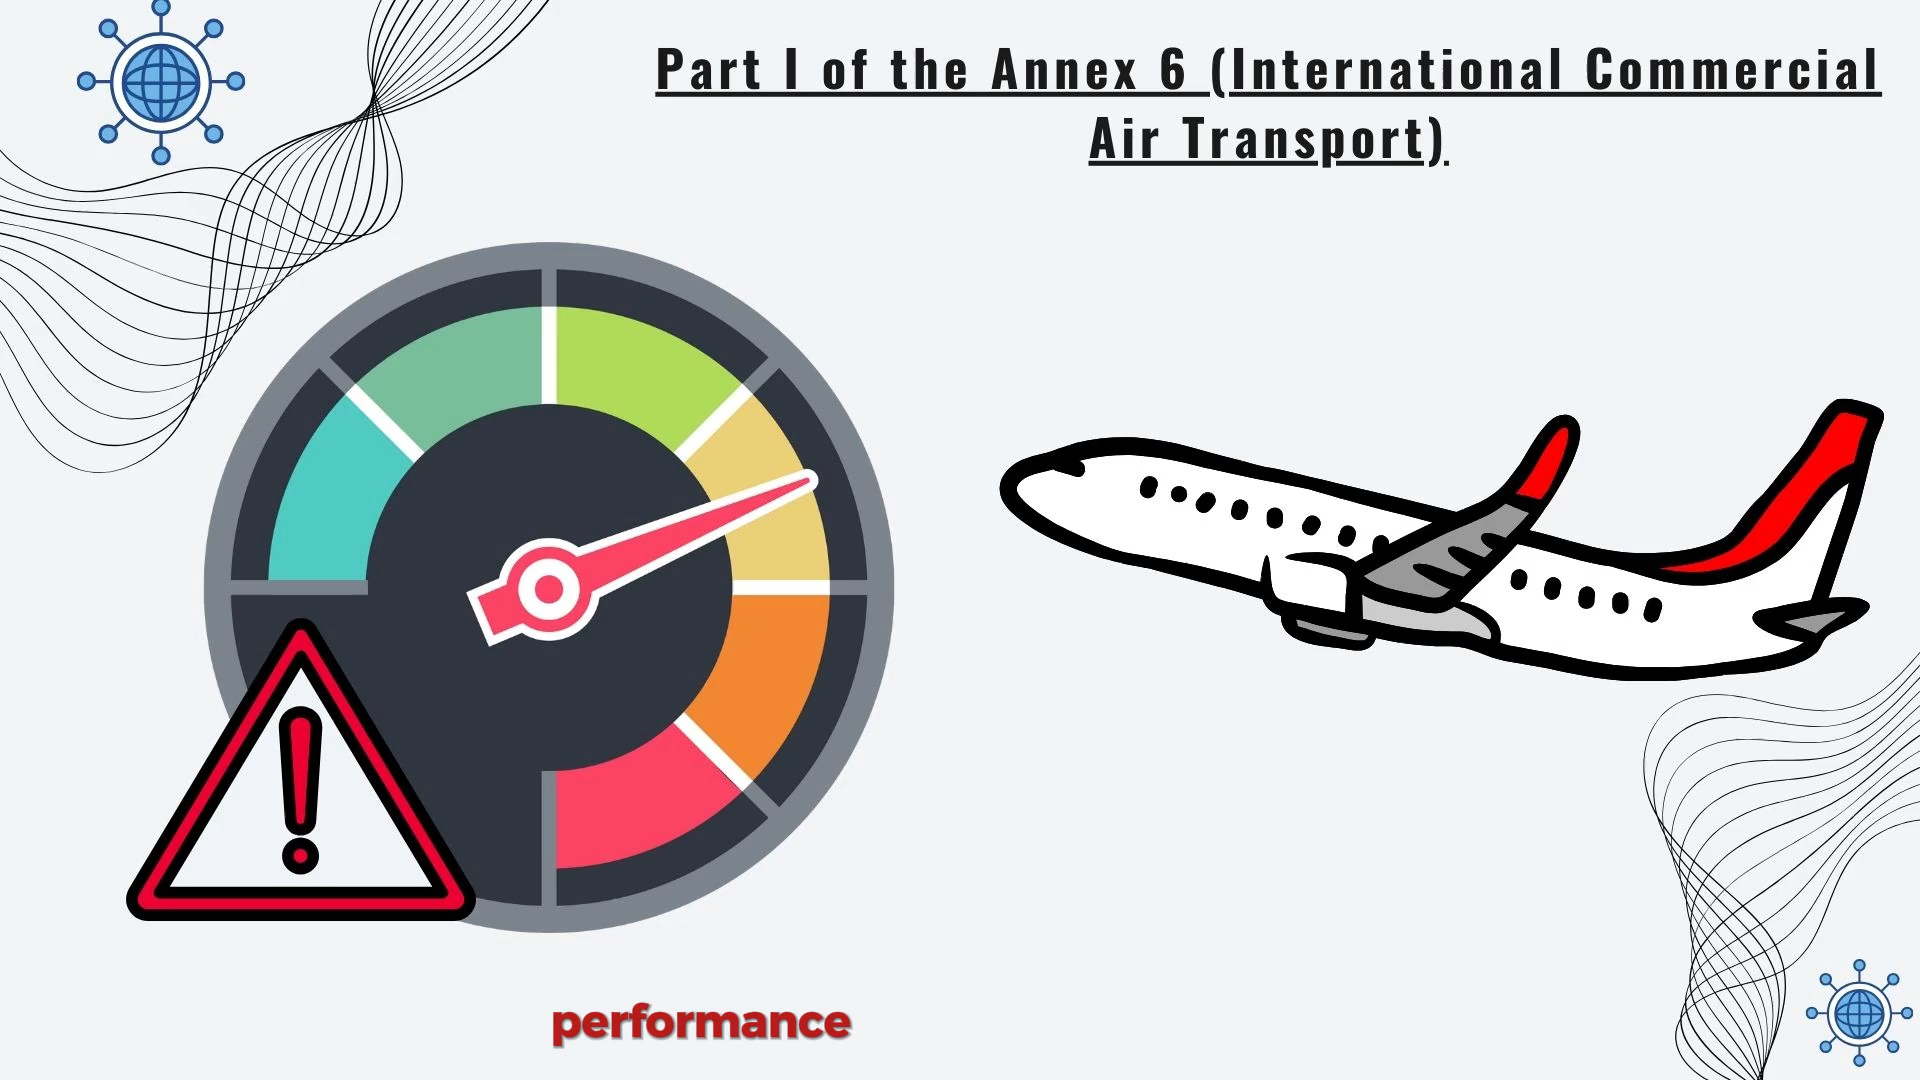 Part I of the Annex 6 (International Commercial
Air Transport)
performance